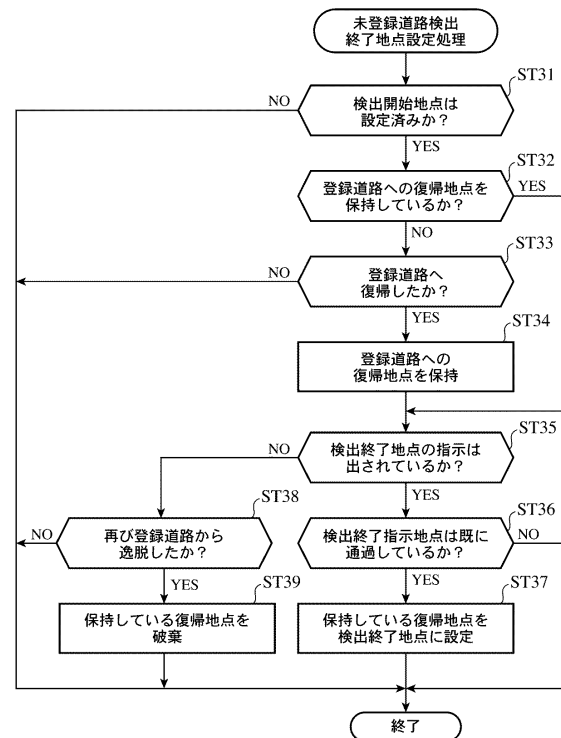 未登録道路検出
終了地点設定処理
ST31
検出開始地点は
設定済みか？
NO
YES
ST32
登録道路への復帰地点を
保持しているか？
YES
NO
ST33
登録道路へ
復帰したか？
NO
YES
ST34
登録道路への
復帰地点を保持
ST35
検出終了地点の指示は
出されているか？
NO
YES
ST38
再び登録道路から
逸脱したか？
NO
YES
ST36
検出終了指示地点は既に
通過しているか？
NO
YES
ST39
保持している復帰地点を
破棄
ST37
保持している復帰地点を
検出終了地点に設定
終了